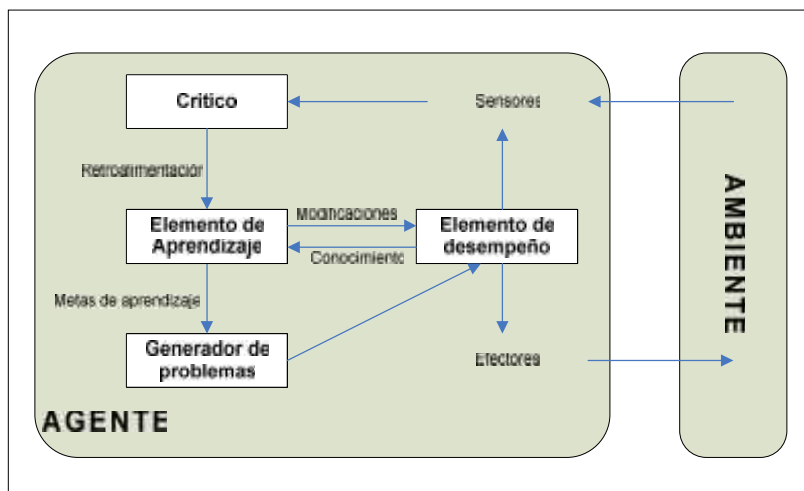 Critico
Sensores
Retroalimentación
Elemento de
Aprendizaje
Modificaciones
Conocimiento
Elemento de
desempeño
Metas de aprendizaje
Generador de
problemas
Efectores
AGENTE
AMBIENTE